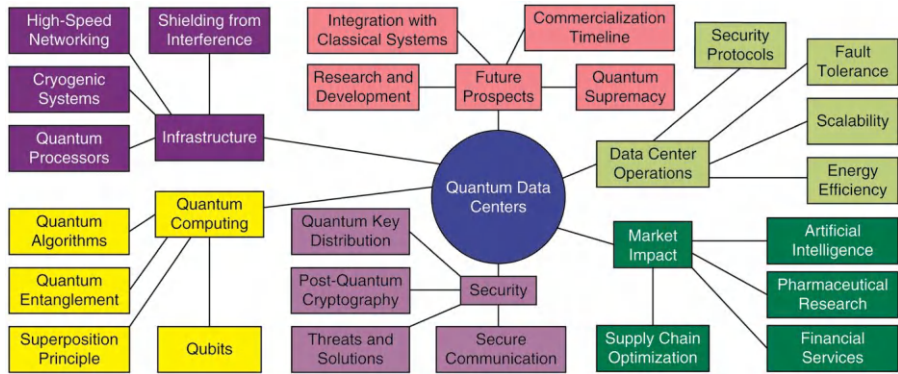 High-Speed
Networking
Shielding from
Interference
Cryogenic
Systems
Quantum
Processors
Infrastructure
Integration with
Classical Systems
Commercialization
Timeline
Research and
Development
Future
Prospects
Quantum
Supremacy
Security
Protocols
Fault
Tolerance
Scalability
Data Center
Operations
Energy
Efficiency
Quantum Data
Centers
Quantum
Computing
Quantum
Algorithms
Quantum
Entanglement
Superposition
Principle
Qubits
Quantum Key
Distribution
Post-Quantum
Cryptography
Security
Threats and
Solutions
Secure
Communication
Market
Impact
Artificial
Intelligence
Pharmaceutical
Research
Supply Chain
Optimization
Financial
Services